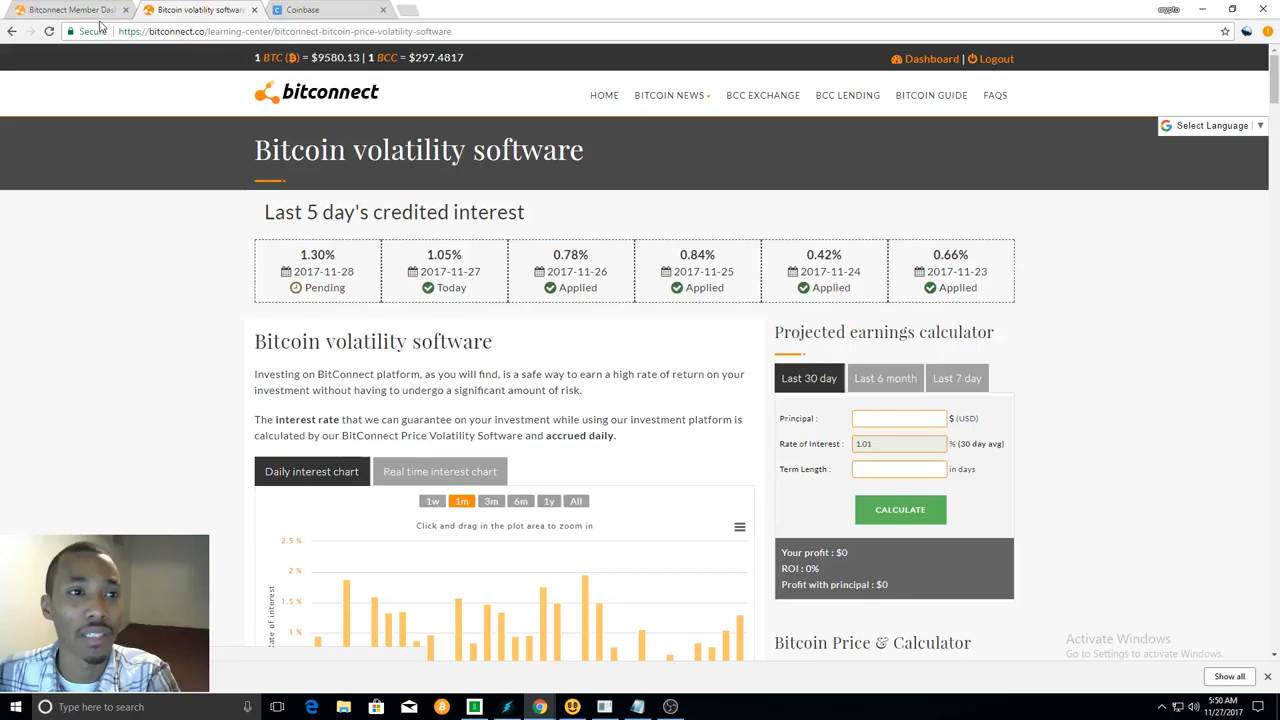 Bitconnect Member Das
Bitcoin volatility software
Coinbase
crypto
Secure
https://bitconnect.co/learning-center/bitconnect-bitcoin-price-volatility-software
1 BTC (₿) = $9580.13 | 1 BCC = $297.4817
Dashboard | Logout
bitconnect
HOME BITCOIN NEWS BCC EXCHANGE BCC LENDING BITCOIN GUIDE FAQS
Select Language
Bitcoin volatility software
Last 5 day's credited interest
1.30% 1.05% 0.78% 0.84% 0.42% 0.66%
2017-11-28 2017-11-27 2017-11-26 2017-11-25 2017-11-24 2017-11-23
Pending Today Applied Applied Applied Applied
Bitcoin volatility software
Investing on BitConnect platform, as you will find, is a safe way to earn a high rate of return on your
investment without having to undergo a significant amount of risk.
The interest rate that we can guarantee on your investment while using our investment platform is
calculated by our BitConnect Price Volatility Software and accrued daily.
Daily interest chart Real time interest chart
1w 1m 3m 6m 1y All
Click and drag in the plot area to zoom in
2.5 %
2 %
1.5 %
1 %
Rate of interest
Projected earnings calculator
Last 30 day Last 6 month Last 7 day
Principal : $ (USD)
Rate of Interest : 1.01 % (30 day avg)
Term Length : in days
CALCULATE
Your profit : $0
ROI : 0%
Profit with principal : $0
Bitcoin Price & Calculator
Activate Windows
Go to Settings to activate Windows.
Show all
Type here to search
5:50 AM
11/27/2017